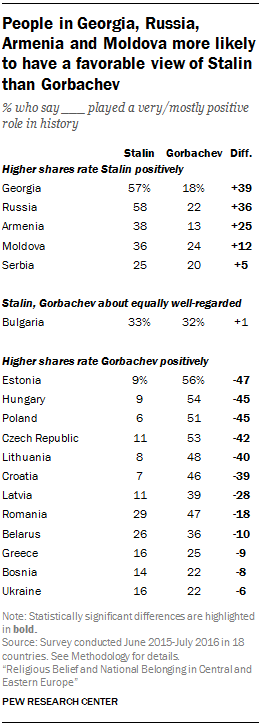 People in Georgia, Russia,
Armenia and Moldova more likely
to have a favorable view of Stalin
than Gorbachev
% who say ___ played a very/mostly positive
role in history
Stalin Gorbachev Diff.
Higher shares rate Stalin positively
Georgia 57% 18% +39
Russia 58 22 +36
Armenia 38 13 +25
Moldova 36 24 +12
Serbia 25 20 +5
Stalin, Gorbachev about equally well-regarded
Bulgaria 33% 32% +1
Higher shares rate Gorbachev positively
Estonia 9% 56% -47
Hungary 9 54 -45
Poland 6 51 -45
Czech Republic 11 53 -42
Lithuania 8 48 -40
Croatia 7 46 -39
Latvia 11 39 -28
Romania 29 47 -18
Belarus 26 36 -10
Greece 16 25 -9
Bosnia 14 22 -8
Ukraine 16 22 -6
Note: Statistically significant differences are highlighted
in bold.
Source: Survey conducted June 2015-July 2016 in 18
countries. See Methodology for details.
“Religious Belief and National Belonging in Central and
Eastern Europe”
PEW RESEARCH CENTER